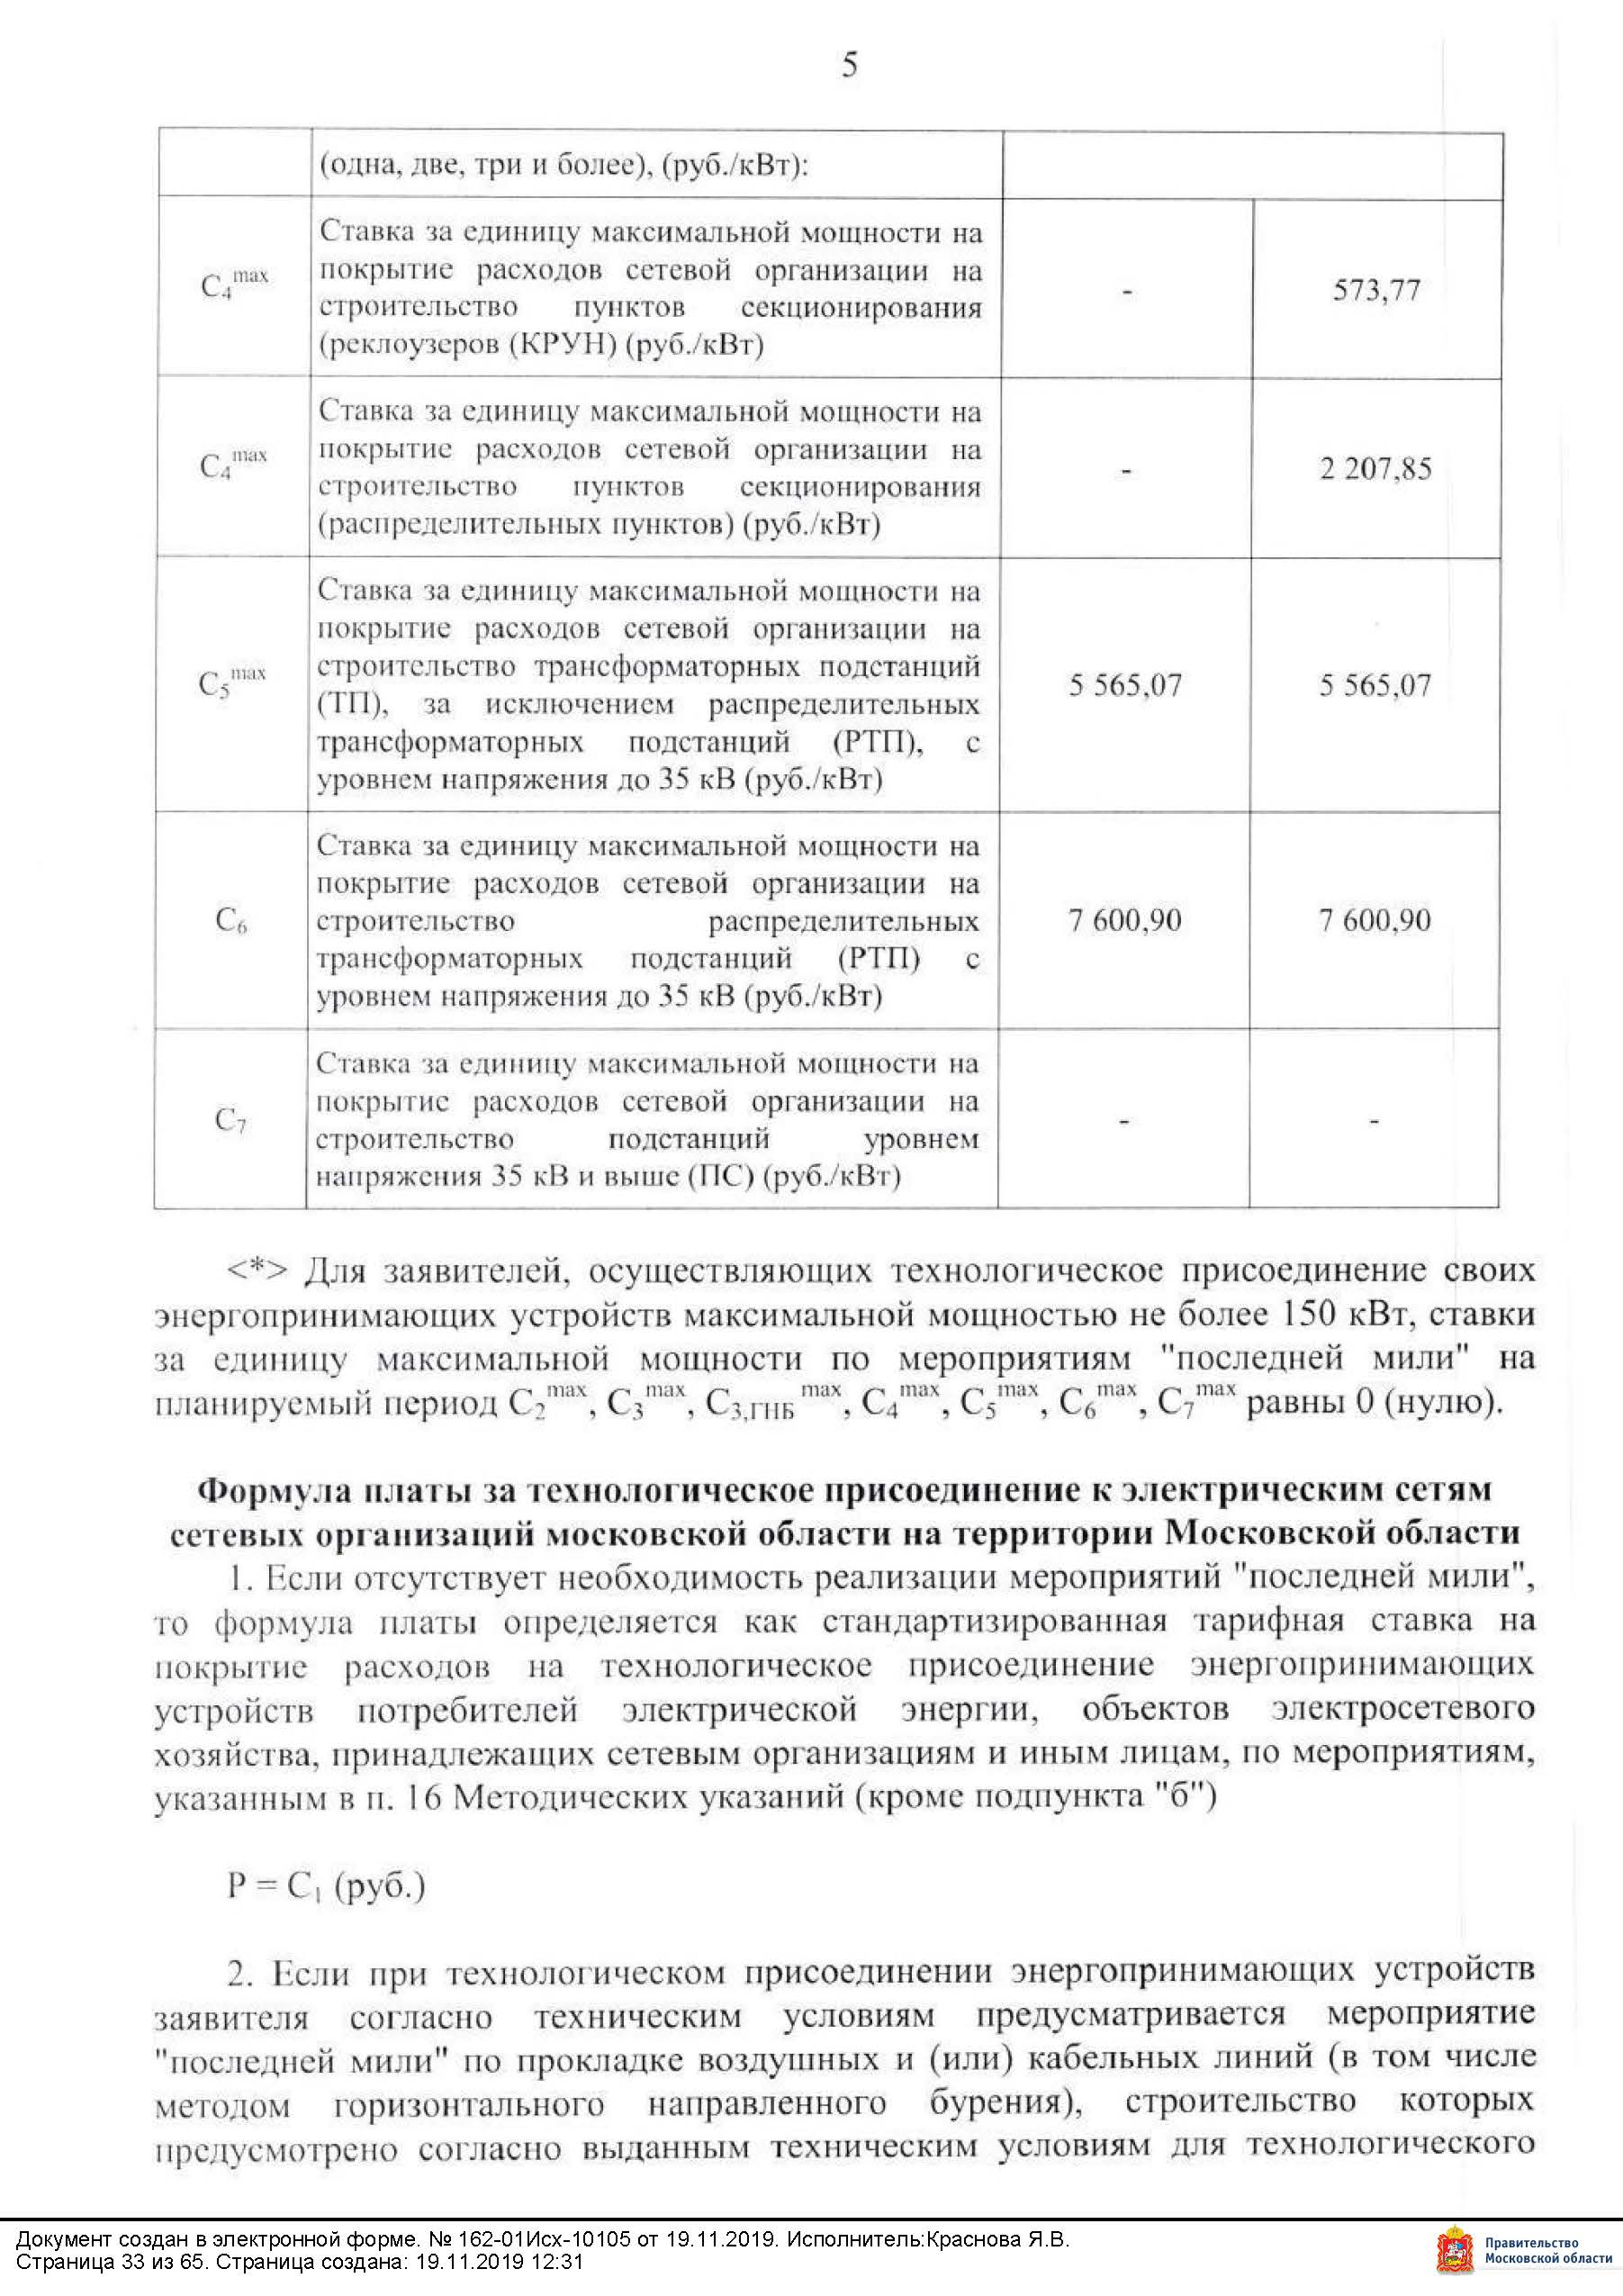 5
(одна, две, три и более), (руб./кВт):
C₄ᵐᵃˣ
Ставка за единицу максимальной мощности на
покрытие расходов сетевой организации на
строительство пунктов секционирования
(реклоузеров (КРУН) (руб./кВт)
-
573,77
C₄ᵐᵃˣ
Ставка за единицу максимальной мощности на
покрытие расходов сетевой организации на
строительство пунктов секционирования
(распределительных пунктов) (руб./кВт)
-
2 207,85
C₅ᵐᵃˣ
Ставка за единицу максимальной мощности на
покрытие расходов сетевой организации на
строительство трансформаторных подстанций
(ТП), за исключением распределительных
трансформаторных подстанций (РТП), с
уровнем напряжения до 35 кВ (руб./кВт)
5 565,07
5 565,07
C₆
Ставка за единицу максимальной мощности на
покрытие расходов сетевой организации на
строительство распределительных
трансформаторных подстанций (РТП) с
уровнем напряжения до 35 кВ (руб./кВт)
7 600,90
7 600,90
C₇
Ставка за единицу максимальной мощности на
покрытие расходов сетевой организации на
строительство подстанций уровнем
напряжения 35 кВ и выше (ПС) (руб./кВт)
-
-
<*> Для заявителей, осуществляющих технологическое присоединение своих
энергопринимающих устройств максимальной мощностью не более 150 кВт, ставки
за единицу максимальной мощности по мероприятиям "последней мили" на
планируемый период C₂ᵐᵃˣ, C₃ᵐᵃˣ, C₃,ГНБᵐᵃˣ, C₄ᵐᵃˣ, C₅ᵐᵃˣ, C₆ᵐᵃˣ, C₇ᵐᵃˣ равны 0 (нулю).
Формула платы за технологическое присоединение к электрическим сетям
сетевых организаций московской области на территории Московской области
1. Если отсутствует необходимость реализации мероприятий "последней мили",
то формула платы определяется как стандартизированная тарифная ставка на
покрытие расходов на технологическое присоединение энергопринимающих
устройств потребителей электрической энергии, объектов электросетевого
хозяйства, принадлежащих сетевым организациям и иным лицам, по мероприятиям,
указанным в п. 16 Методических указаний (кроме подпункта "б")
P = C₁ (руб.)
2. Если при технологическом присоединении энергопринимающих устройств
заявителя согласно техническим условиям предусматривается мероприятие
"последней мили" по прокладке воздушных и (или) кабельных линий (в том числе
методом горизонтального направленного бурения), строительство которых
предусмотрено согласно выданным техническим условиям для технологического
Документ создан в электронной форме. № 162-01Исх-10105 от 19.11.2019. Исполнитель:Краснова Я.В.
Страница 33 из 65. Страница создана: 19.11.2019 12:31
Правительство
Московской области